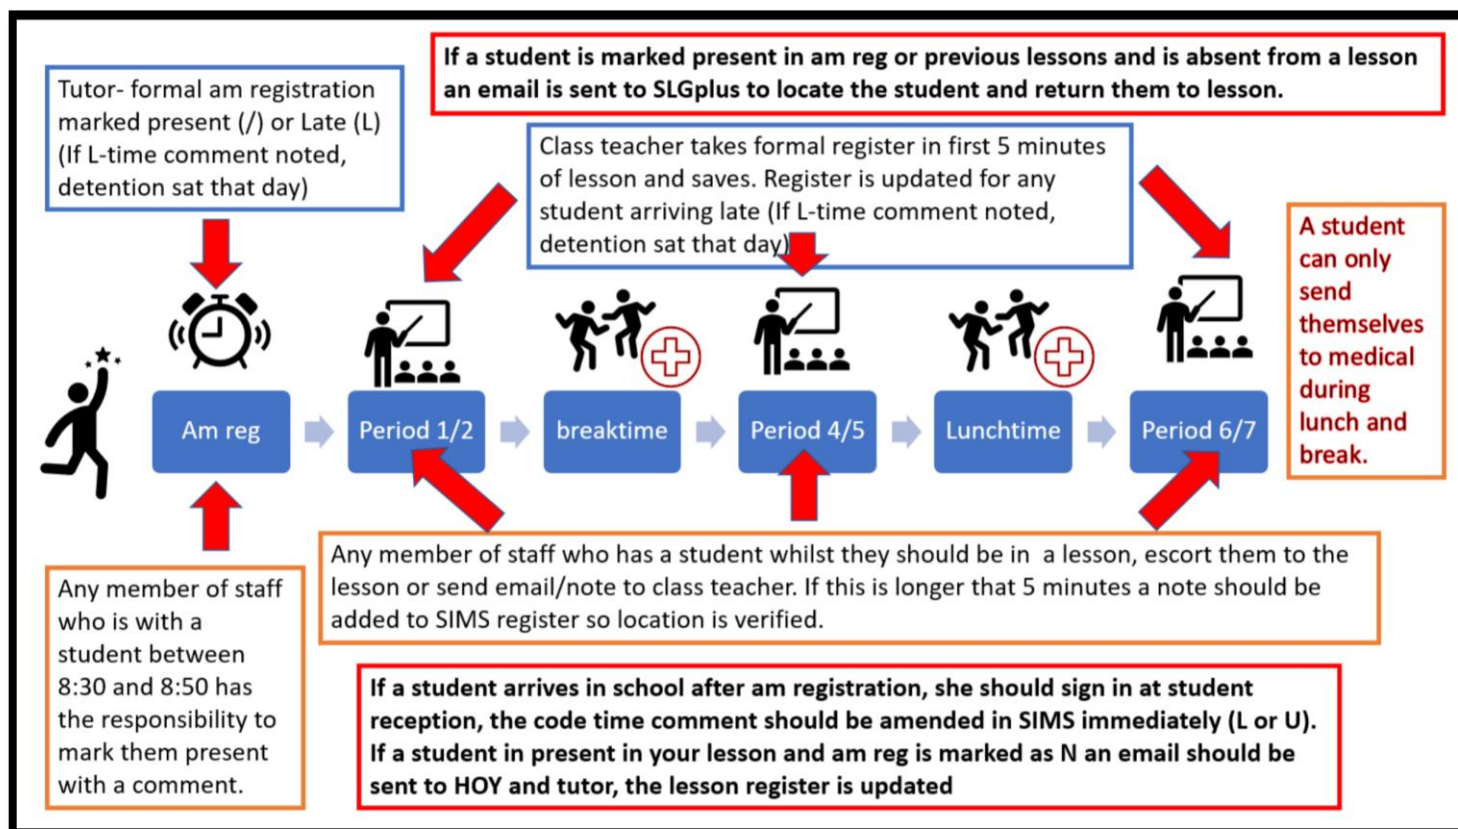 If a student is marked present in am reg or previous lessons and is absent from a lesson
an email is sent to SLGplus to locate the student and return them to lesson.
Tutor- formal am registration
marked present (/) or Late (L)
(If L-time comment noted,
detention sat that day)
Class teacher takes formal register in first 5 minutes
of lesson and saves. Register is updated for any
student arriving late (If L-time comment noted,
detention sat that day)
A student
can only
send
themselves
to medical
during
lunch and
break.
Am reg
Period 1/2
breaktime
Period 4/5
Lunchtime
Period 6/7
Any member of staff
who is with a
student between
8:30 and 8:50 has
the responsibility to
mark them present
with a comment.
Any member of staff who has a student whilst they should be in  a lesson, escort them to the
lesson or send email/note to class teacher. If this is longer that 5 minutes a note should be
added to SIMS register so location is verified.
If a student arrives in school after am registration, she should sign in at student
reception, the code time comment should be amended in SIMS immediately (L or U).
If a student in present in your lesson and am reg is marked as N an email should be
sent to HOY and tutor, the lesson register is updated